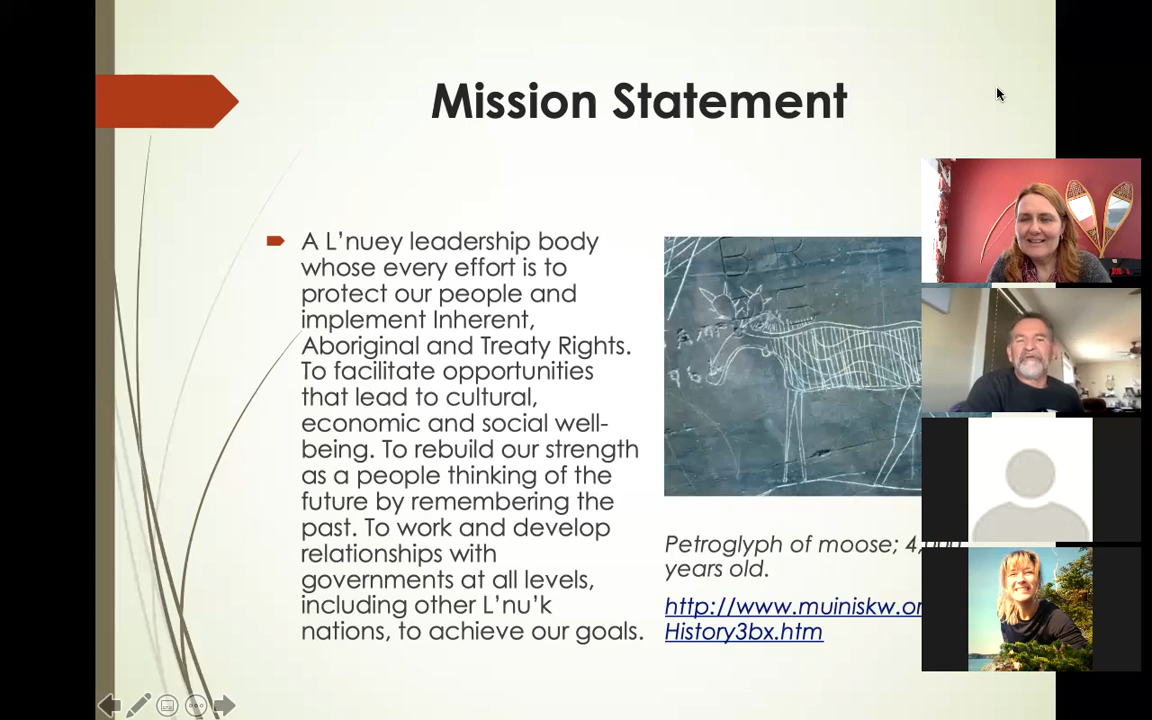 Mission Statement
A L’nuey leadership body
whose every effort is to
protect our people and
implement Inherent,
Aboriginal and Treaty Rights.
To facilitate opportunities
that lead to cultural,
economic and social well-
being. To rebuild our strength
as a people thinking of the
future by remembering the
past. To work and develop
relationships with
governments at all levels,
including other L’nu’k
nations, to achieve our goals.
Petroglyph of moose;
years old.
http://www.muiniskw.or
History3bx.htm